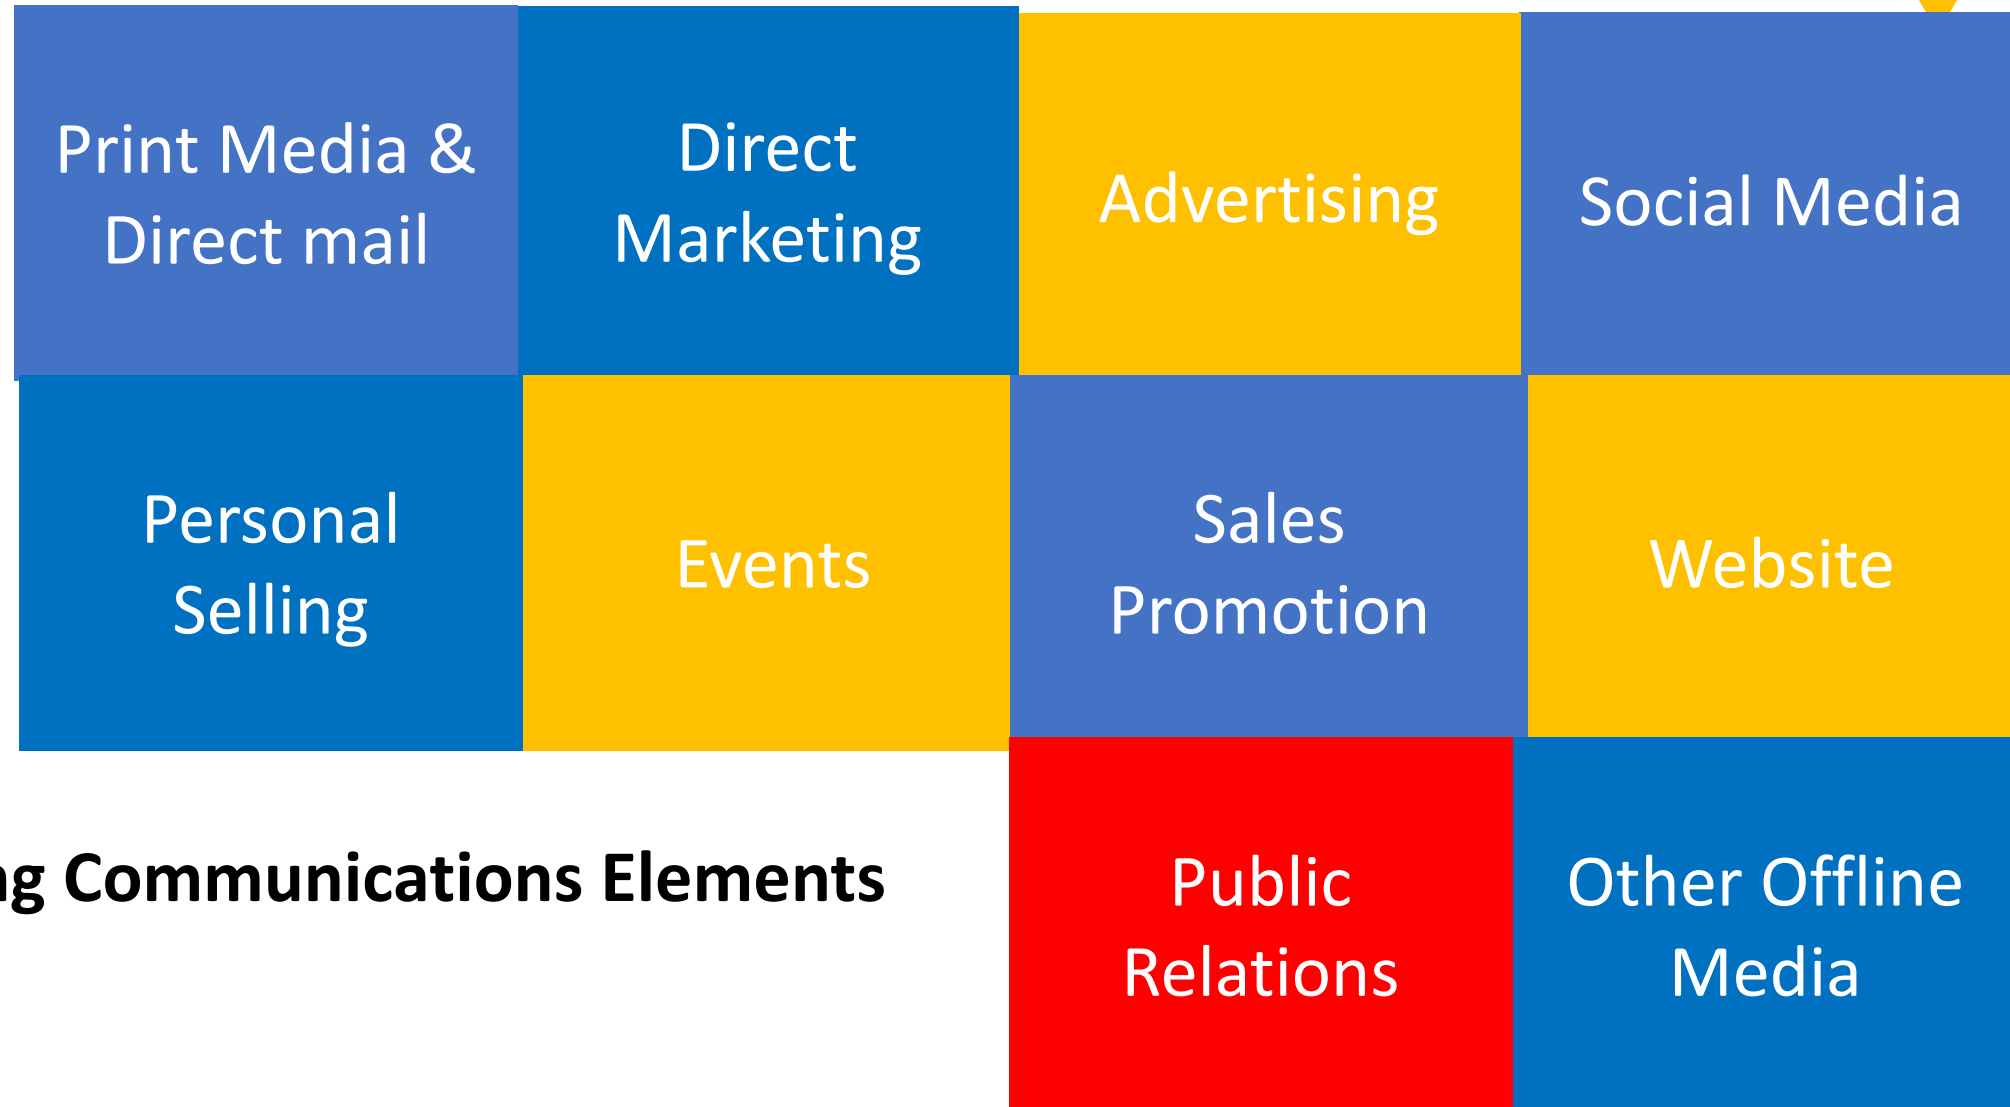 Print Media &
Direct mail
Direct
Marketing
Advertising
Social Media
Personal
Selling
Events
Sales
Promotion
Website
Communications Elements
Public
Relations
Other Offline
Media